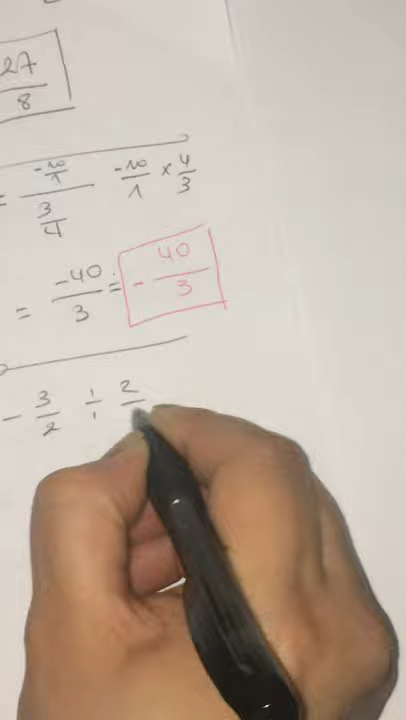 27
8
= -10/1 -10/1 × 4/3
3/4
= -40/3 = - 40/3
- 3/2 ÷ 2